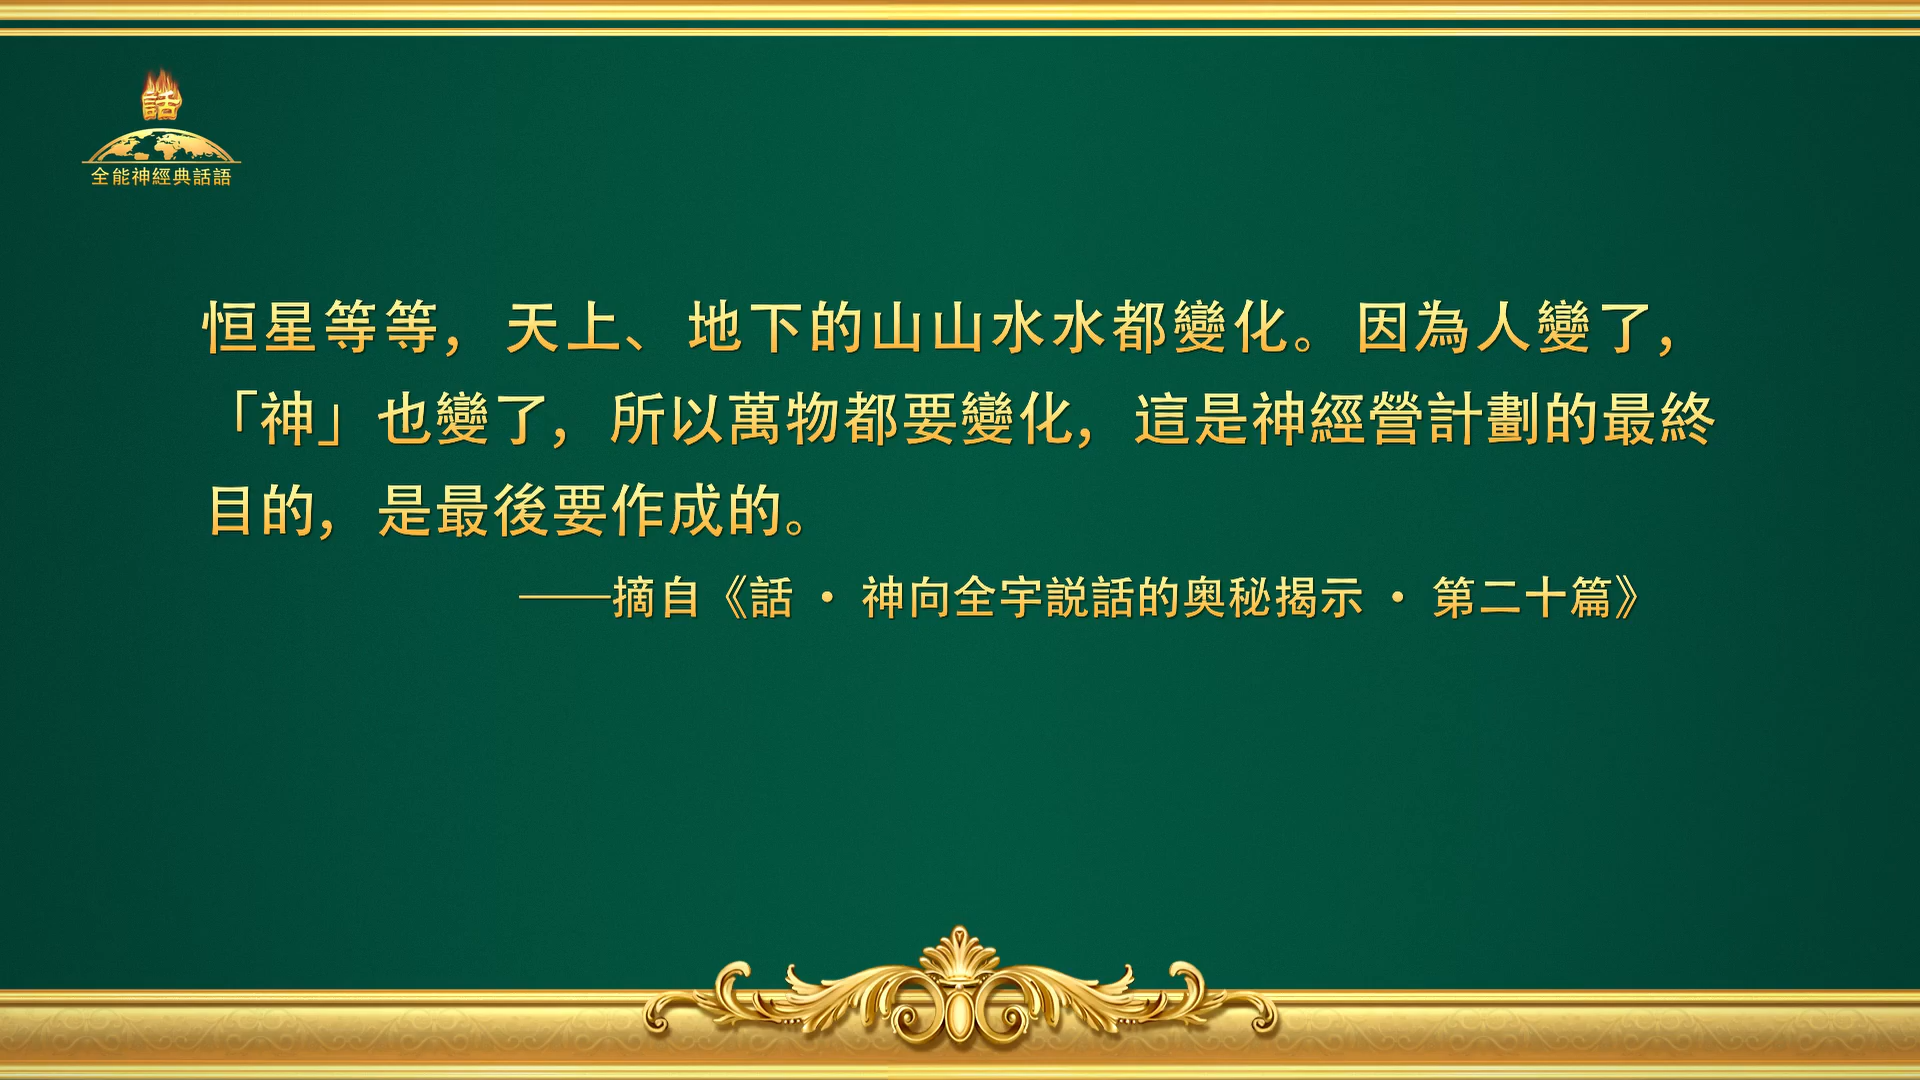 話
全能神經典話語
恒星等等，天上、地下的山山水水都變化。因為人變了，
「神」也變了，所以萬物都要變化，這是神經營計劃的最終
目的，是最後要作成的。
——摘自《話 · 神向全宇説話的奧秘揭示 · 第二十篇》